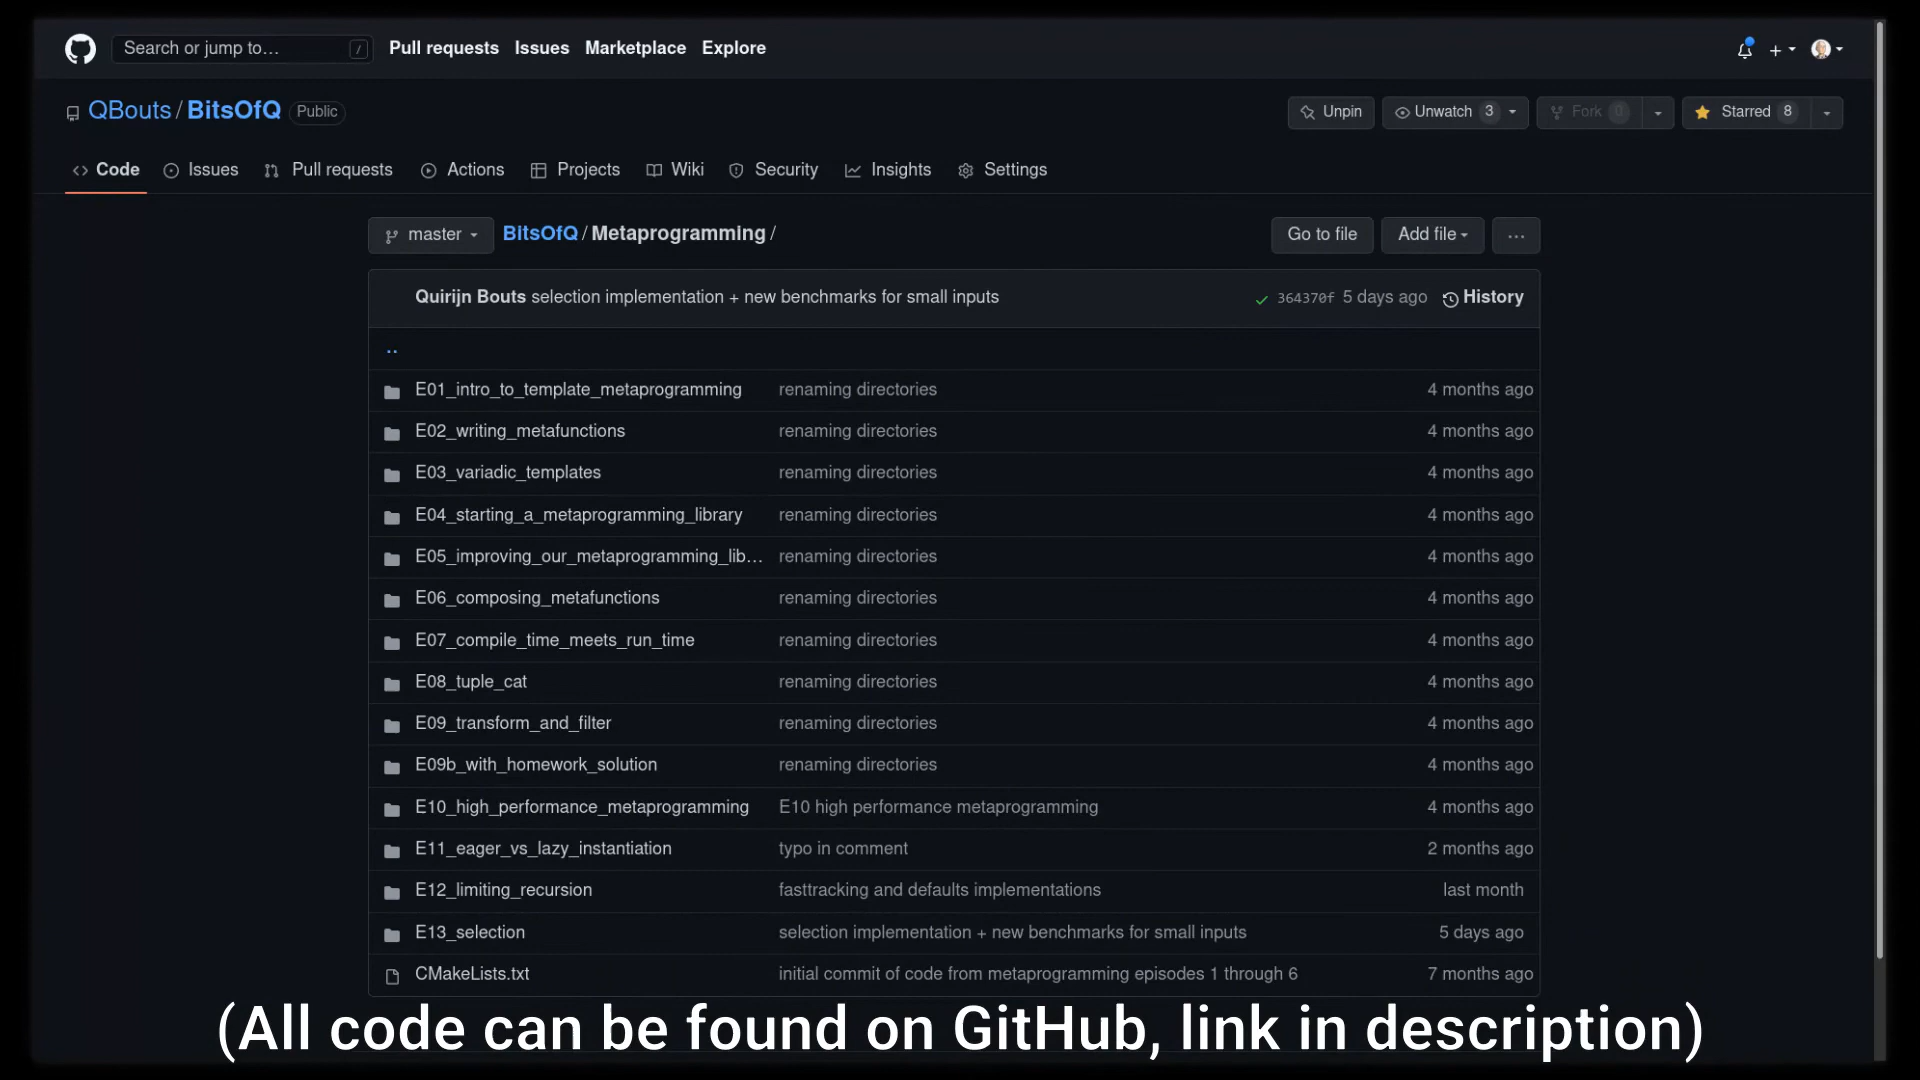 Search or jump to... / Pull requests Issues Marketplace Explore
QBouts / BitsOfQ Public Unpin Unwatch 3 Fork 0 Starred 8
Code Issues Pull requests Actions Projects Wiki Security Insights Settings
master BitsOfQ / Metaprogramming / Go to file Add file ...
Quirijn Bouts selection implementation + new benchmarks for small inputs 364370f 5 days ago History
..
E01_intro_to_template_metaprogramming renaming directories 4 months ago
E02_writing_metafunctions renaming directories 4 months ago
E03_variadic_templates renaming directories 4 months ago
E04_starting_a_metaprogramming_library renaming directories 4 months ago
E05_improving_our_metaprogramming_lib... renaming directories 4 months ago
E06_composing_metafunctions renaming directories 4 months ago
E07_compile_time_meets_run_time renaming directories 4 months ago
E08_tuple_cat renaming directories 4 months ago
E09_transform_and_filter renaming directories 4 months ago
E09b_with_homework_solution renaming directories 4 months ago
E10_high_performance_metaprogramming E10 high performance metaprogramming 4 months ago
E11_eager_vs_lazy_instantiation typo in comment 2 months ago
E12_limiting_recursion fasttracking and defaults implementations last month
E13_selection selection implementation + new benchmarks for small inputs 5 days ago
CMakeLists.txt initial commit of code from metaprogramming episodes 1 through 6 7 months ago
(All code can be found on GitHub, link in description)